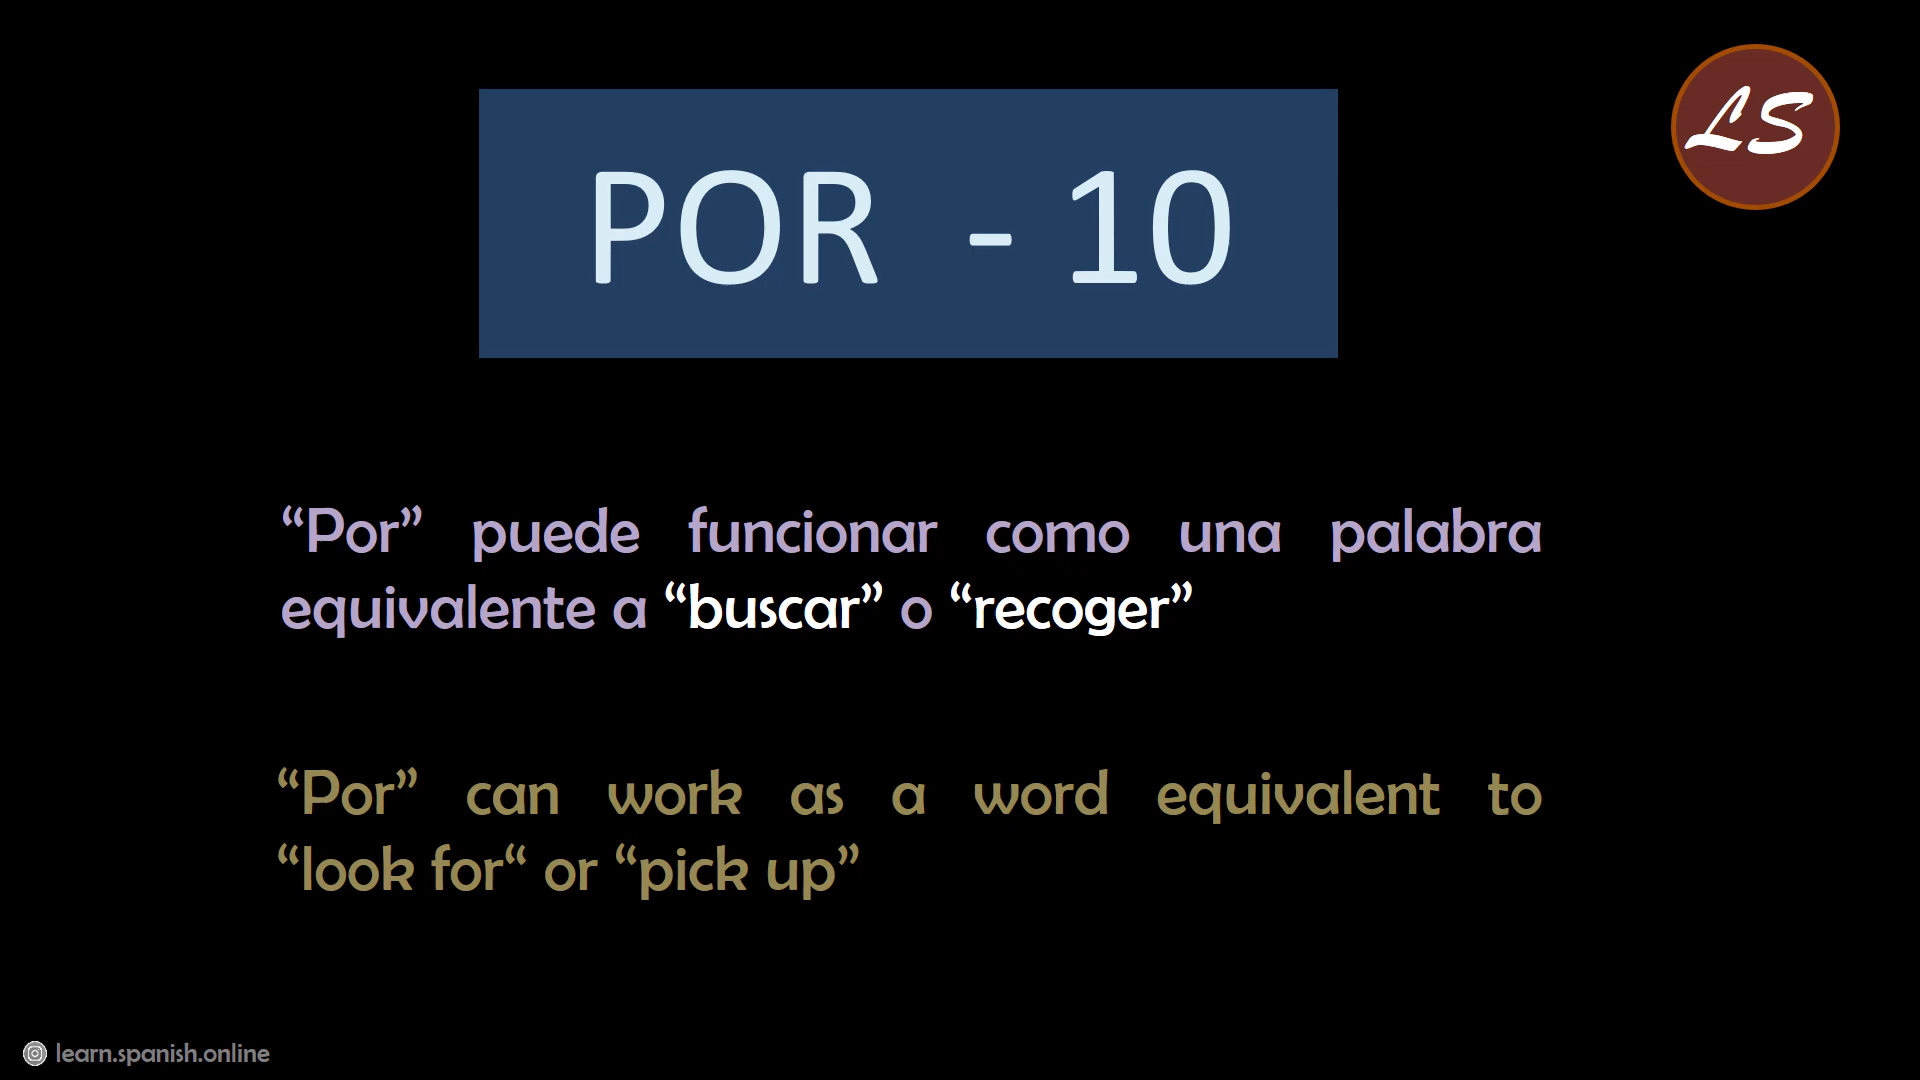 POR - 10
LS
“Por” puede funcionar como una palabra
equivalente a “buscar” o “recoger”
“Por” can work as a word equivalent to
“look for“ or “pick up”
learn.spanish.online